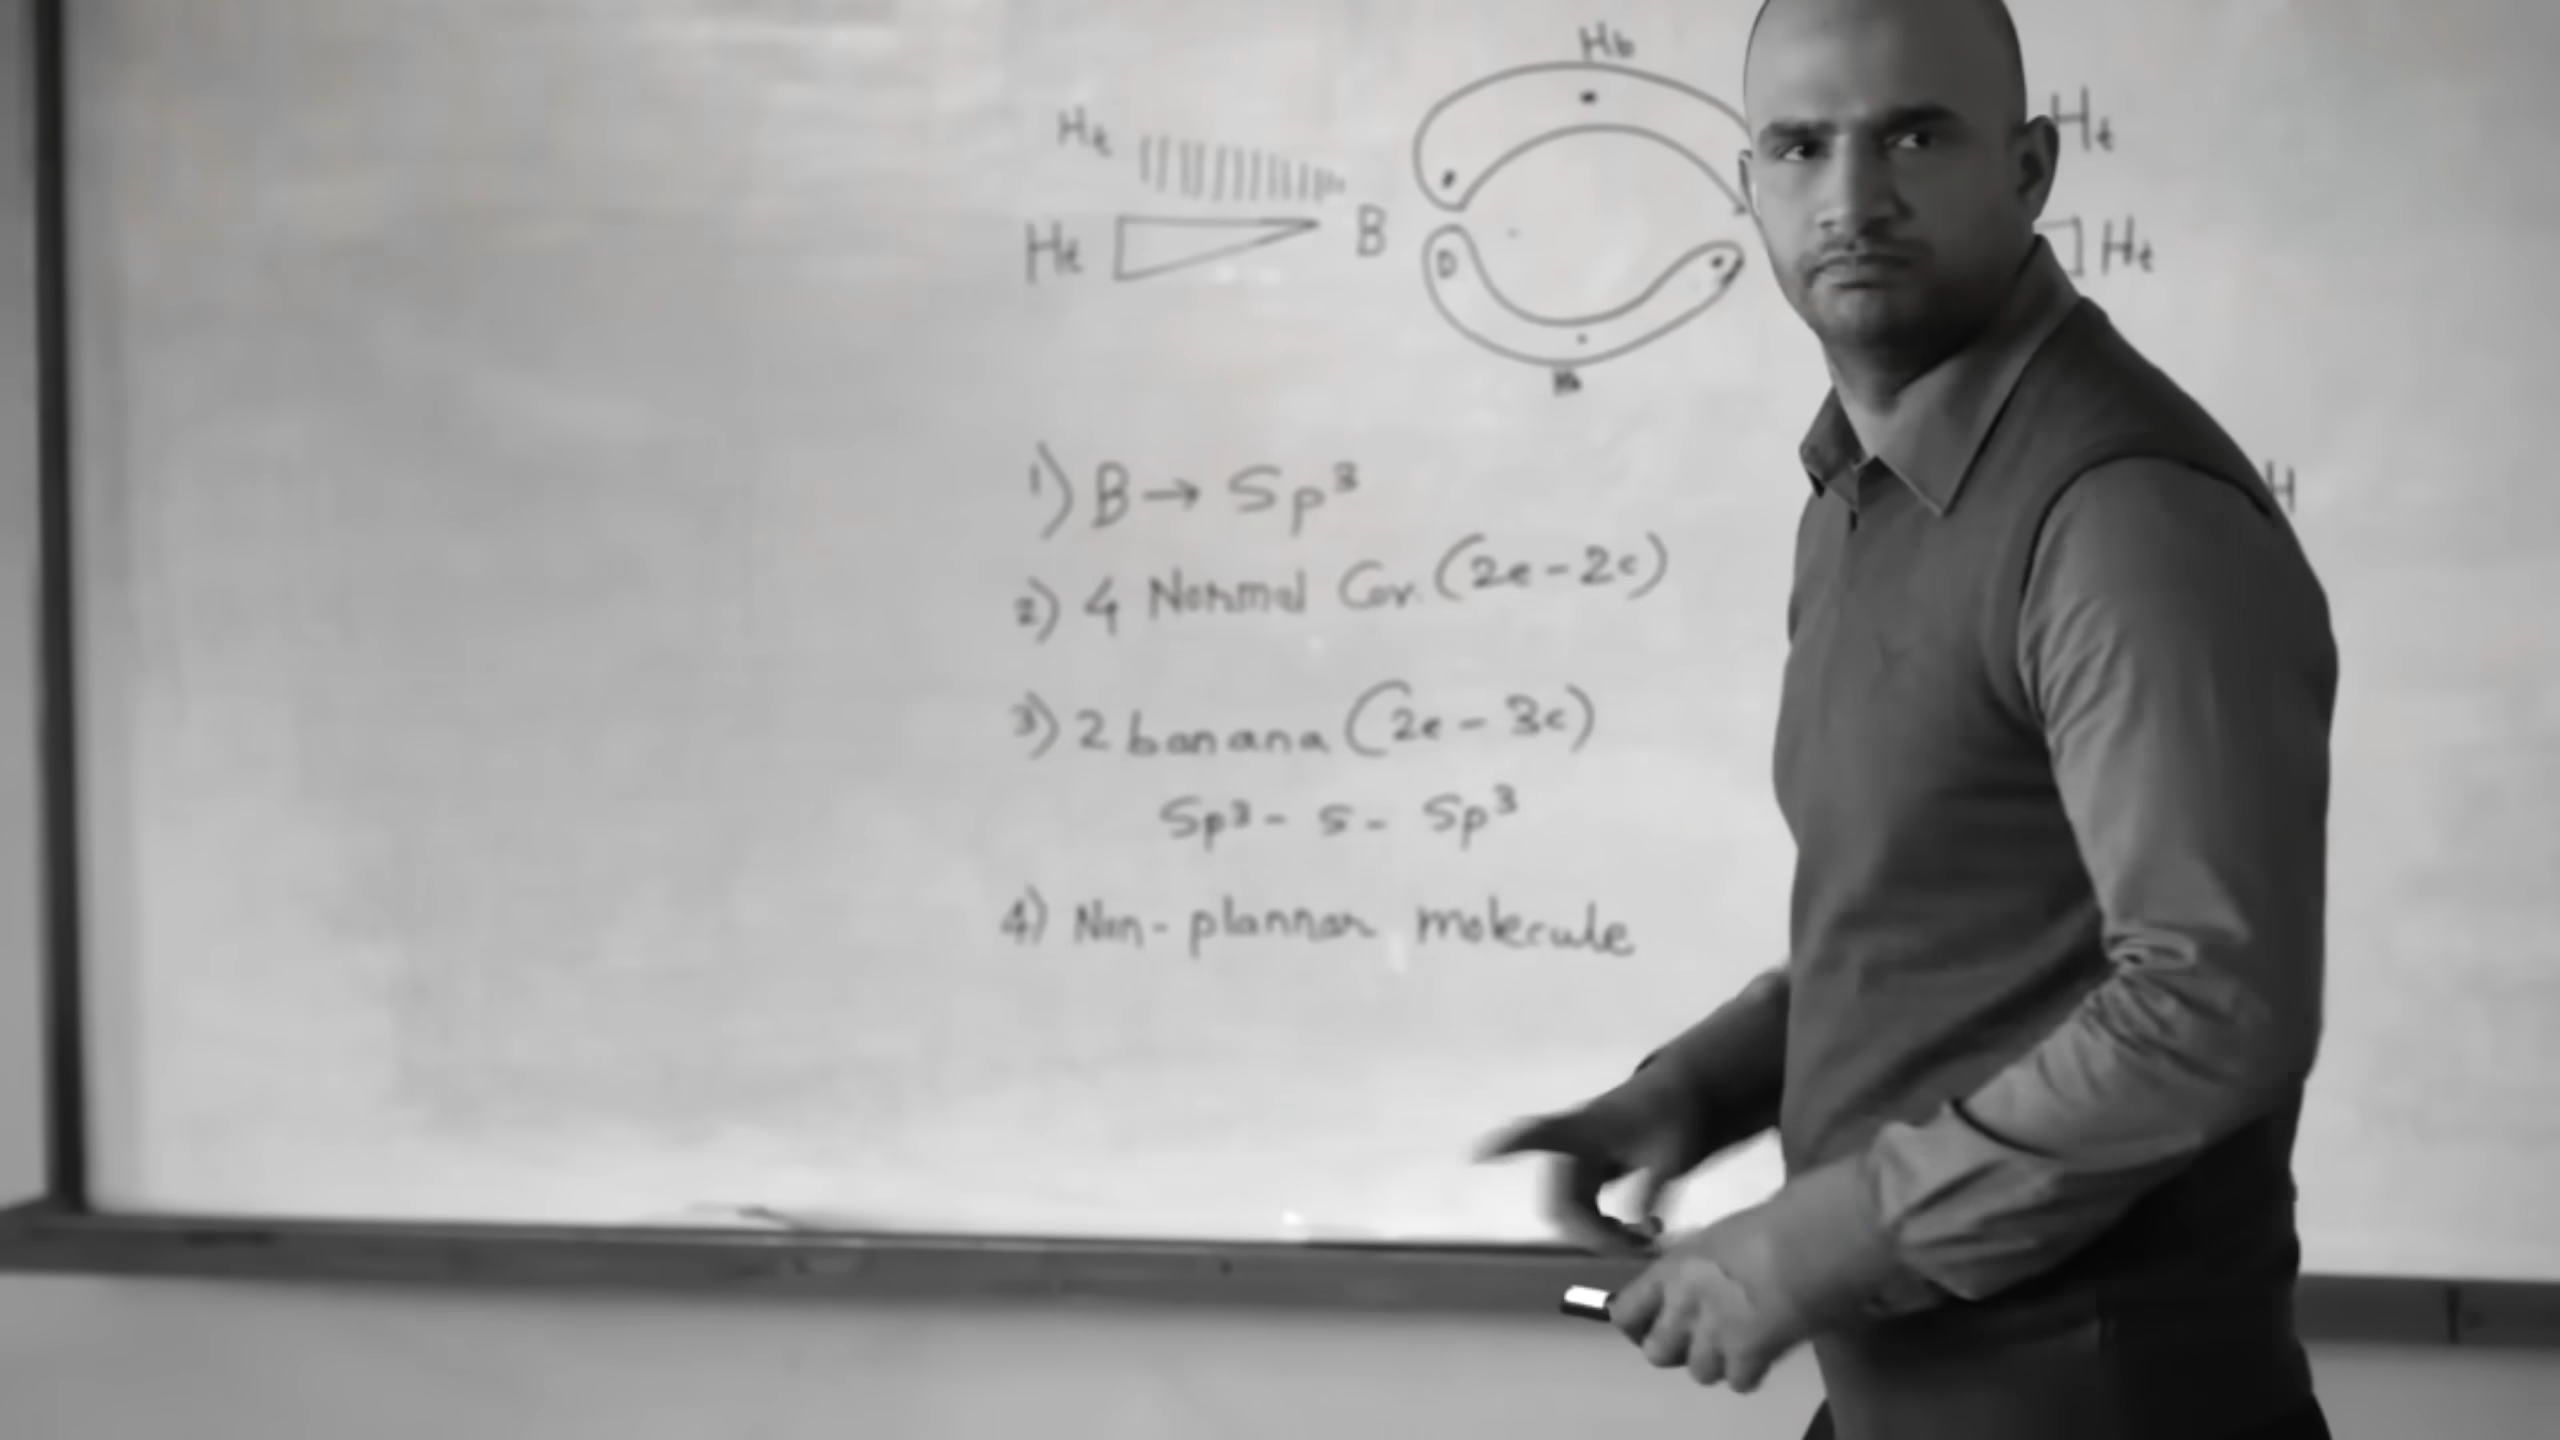 Hb
Ht Ht
Ht B Ht
Hb
H
1) B → Sp³
2) 4 Normal Cov. (2e - 2c)
3) 2 banana (2e - 3c)
Sp³ - s - Sp³
4) Non-plannar molecule